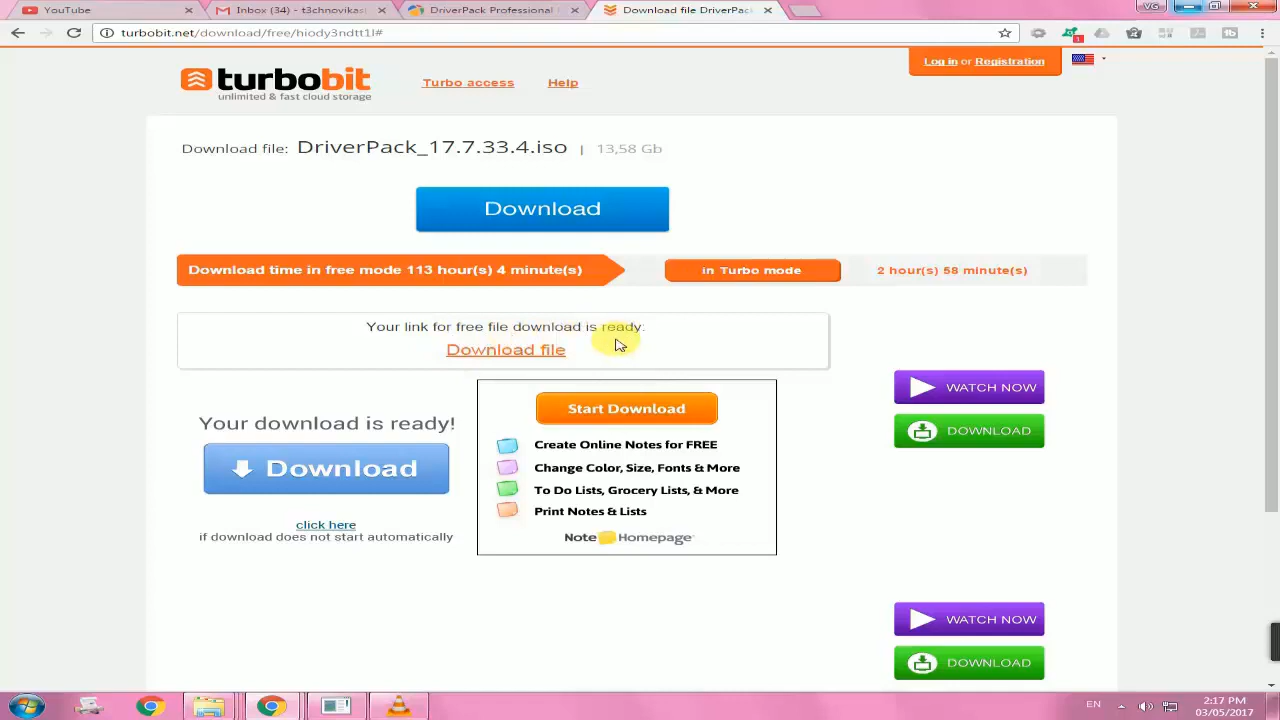 YouTube
Inbox (34) - t3chnovikas
DriverPack Professional
Download file DriverPac
VG
turbobit.net/download/free/hiody3ndtt1l#
1
Log in or Registration
turbobit
unlimited & fast cloud storage
Turbo access
Help
Download file: DriverPack_17.7.33.4.iso | 13,58 Gb
Download
Download time in free mode 113 hour(s) 4 minute(s)
in Turbo mode
2 hour(s) 58 minute(s)
Your link for free file download is ready:
Download file
WATCH NOW
DOWNLOAD
Your download is ready!
Download
click here
if download does not start automatically
Start Download
Create Online Notes for FREE
Change Color, Size, Fonts & More
To Do Lists, Grocery Lists, & More
Print Notes & Lists
Note Homepage
WATCH NOW
DOWNLOAD
EN
2:17 PM
03/05/2017